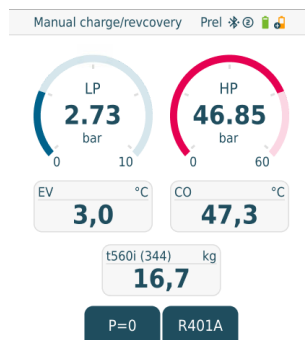 Manual charge/revcovery Prel ②
LP HP
2.73 46.85
bar bar
0 10 0 60
EV °C CO °C
3,0 47,3
t560i (344) kg
16,7
P=0 R401A